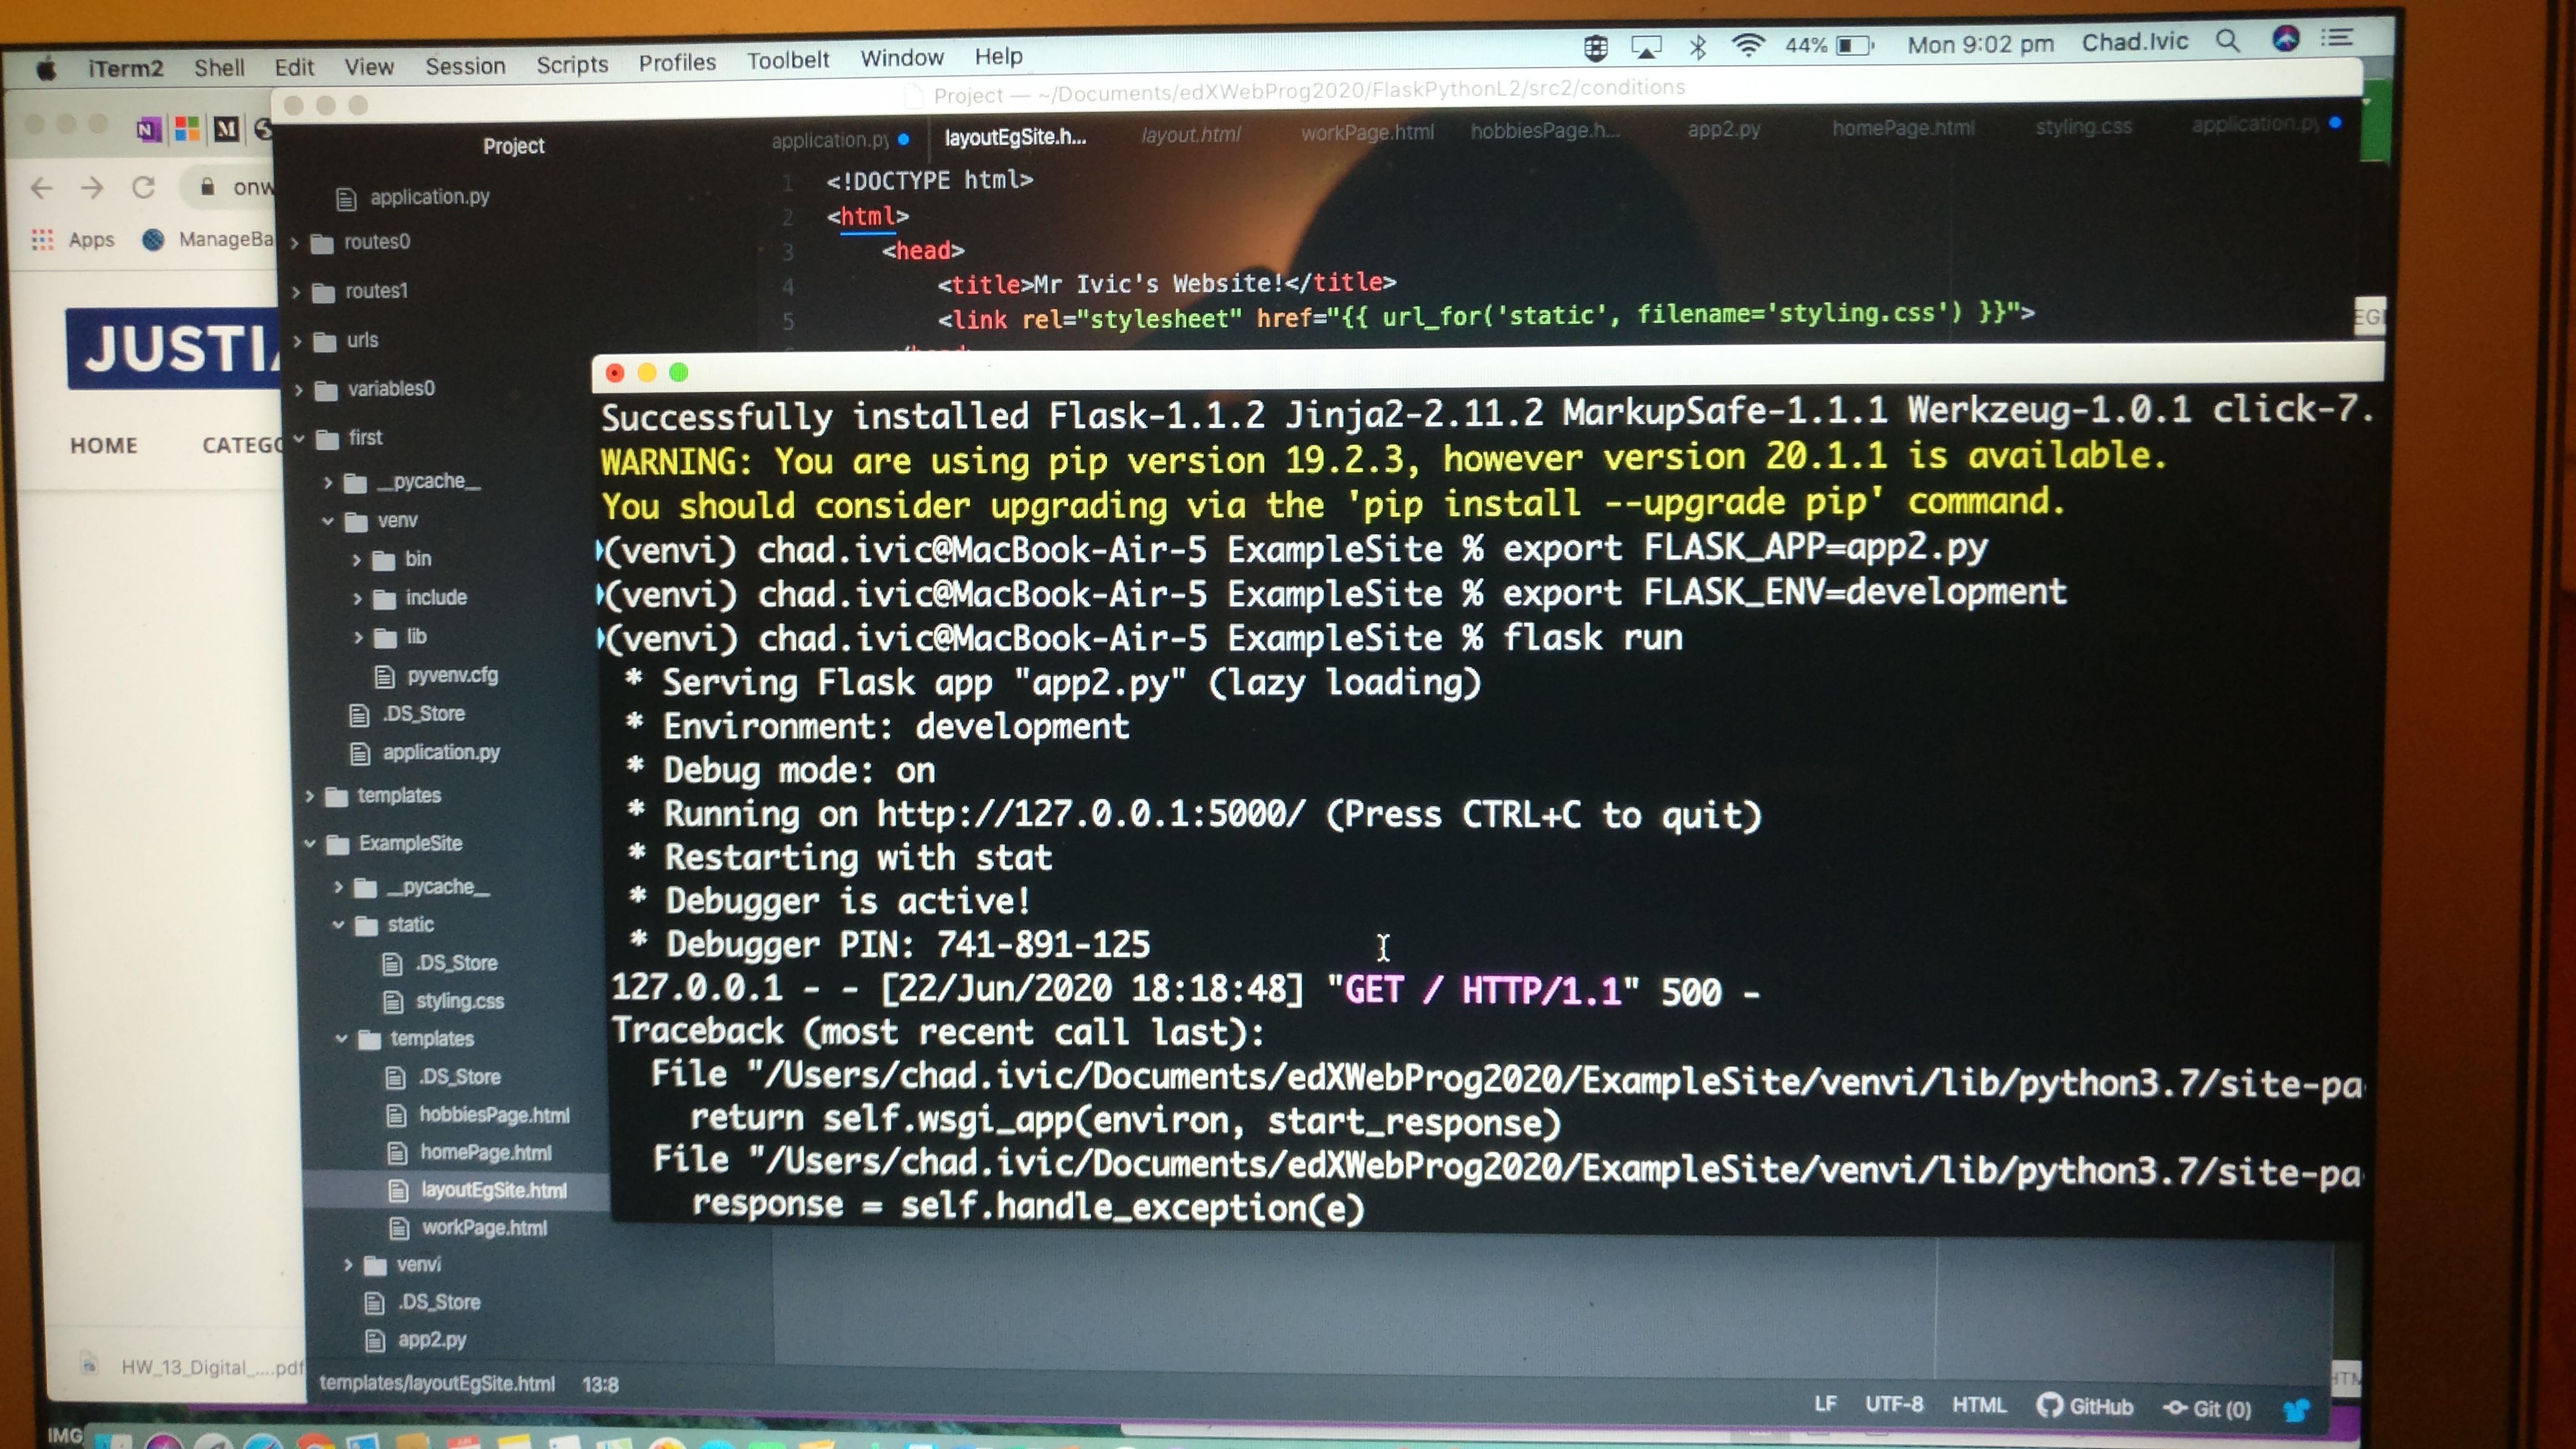 iTerm2 Shell Edit View Session Scripts Profiles Toolbelt Window Help 44% Mon 9:02 pm Chad.Ivic
Project — ~/Documents/edXWebProg2020/FlaskPythonL2/src2/conditions
Project
application.py layoutEgSite.h... layout.html workPage.html hobbiesPage.h... app2.py homePage.html styling.css application.py
onw
Apps ManageBa
JUSTIA
HOME CATEGO
application.py
routes0
routes1
urls
variables0
first
__pycache__
venv
bin
include
lib
pyvenv.cfg
.DS_Store
application.py
templates
ExampleSite
__pycache__
static
.DS_Store
styling.css
templates
.DS_Store
hobbiesPage.html
homePage.html
layoutEgSite.html
workPage.html
venvi
.DS_Store
app2.py
1 <!DOCTYPE html>
2 <html>
3 <head>
4 <title>Mr Ivic's Website!</title>
5 <link rel="stylesheet" href="{{ url_for('static', filename='styling.css') }}">
Successfully installed Flask-1.1.2 Jinja2-2.11.2 MarkupSafe-1.1.1 Werkzeug-1.0.1 click-7.
WARNING: You are using pip version 19.2.3, however version 20.1.1 is available.
You should consider upgrading via the 'pip install --upgrade pip' command.
(venvi) chad.ivic@MacBook-Air-5 ExampleSite % export FLASK_APP=app2.py
(venvi) chad.ivic@MacBook-Air-5 ExampleSite % export FLASK_ENV=development
(venvi) chad.ivic@MacBook-Air-5 ExampleSite % flask run
* Serving Flask app "app2.py" (lazy loading)
* Environment: development
* Debug mode: on
* Running on http://127.0.0.1:5000/ (Press CTRL+C to quit)
* Restarting with stat
* Debugger is active!
* Debugger PIN: 741-891-125
127.0.0.1 - - [22/Jun/2020 18:18:48] "GET / HTTP/1.1" 500 -
Traceback (most recent call last):
File "/Users/chad.ivic/Documents/edXWebProg2020/ExampleSite/venvi/lib/python3.7/site-pa
return self.wsgi_app(environ, start_response)
File "/Users/chad.ivic/Documents/edXWebProg2020/ExampleSite/venvi/lib/python3.7/site-pa
response = self.handle_exception(e)
HW_13_Digital_....pdf
templates/layoutEgSite.html 13:8
LF UTF-8 HTML GitHub Git (0)
IMG